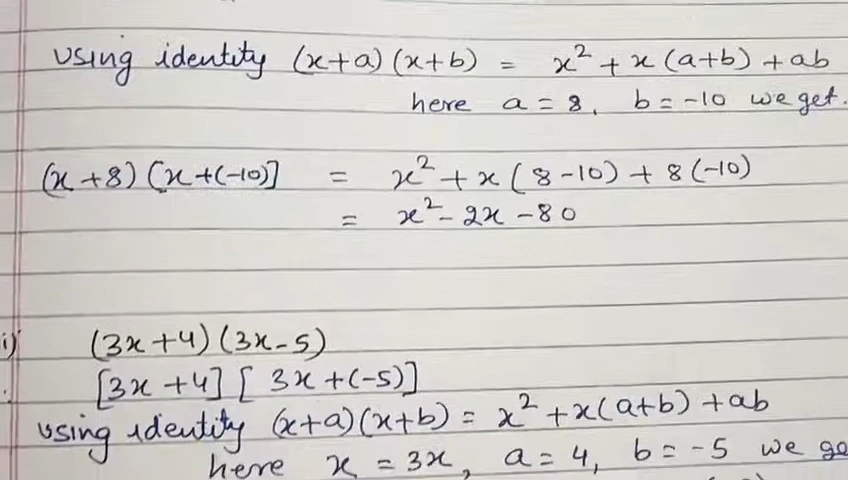 using identity (x+a)(x+b) = x² + x(a+b) + ab
here a = 8, b = -10 we get.
(x+8)[x+(-10)] = x² + x(8-10) + 8(-10)
= x² - 2x - 80
i) (3x+4)(3x-5)
[3x+4][3x+(-5)]
using identity (x+a)(x+b) = x² + x(a+b) + ab
here x = 3x, a = 4, b = -5 we ge